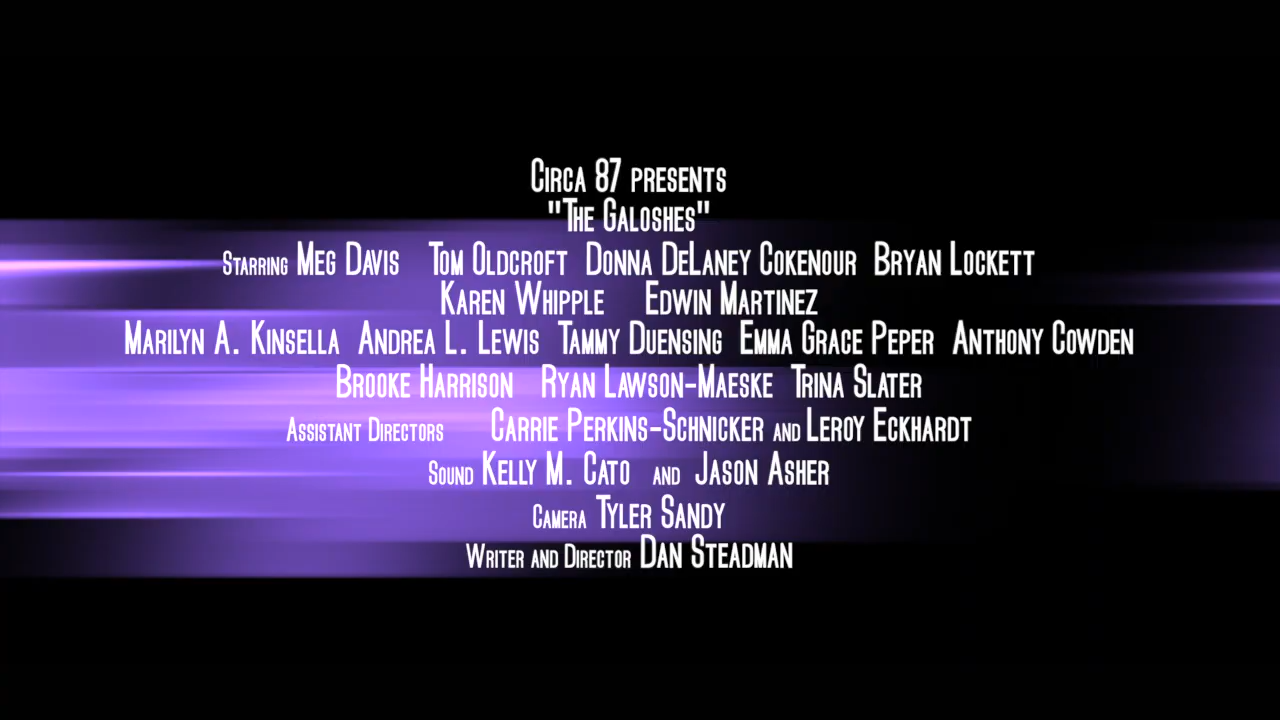 Circa 87 presents
"The Galoshes"
Starring Meg Davis Tom Oldcroft Donna DeLaney Cokenour Bryan Lockett
Karen Whipple Edwin Martinez
Marilyn A. Kinsella Andrea L. Lewis Tammy Duensing Emma Grace Peper Anthony Cowden
Brooke Harrison Ryan Lawson-Maeske Trina Slater
Assistant Directors Carrie Perkins-Schnicker and Leroy Eckhardt
Sound Kelly M. Cato and Jason Asher
Camera Tyler Sandy
Writer and Director Dan Steadman